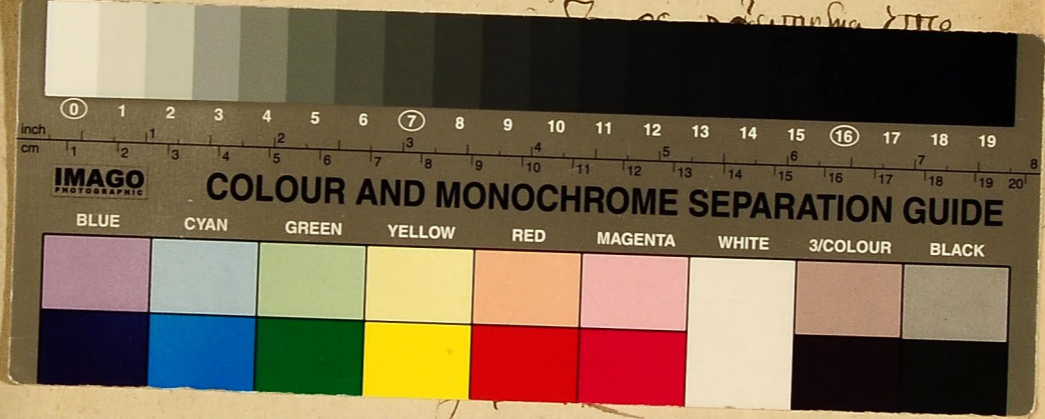 0 1 2 3 4 5 6 7 8 9 10 11 12 13 14 15 16 17 18 19
inch 1 2 3 4 5 6 7 8
cm 1 2 3 4 5 6 7 8 9 10 11 12 13 14 15 16 17 18 19 20
IMAGO
PHOTOGRAPHIC
COLOUR AND MONOCHROME SEPARATION GUIDE
BLUE CYAN GREEN YELLOW RED MAGENTA WHITE 3/COLOUR BLACK